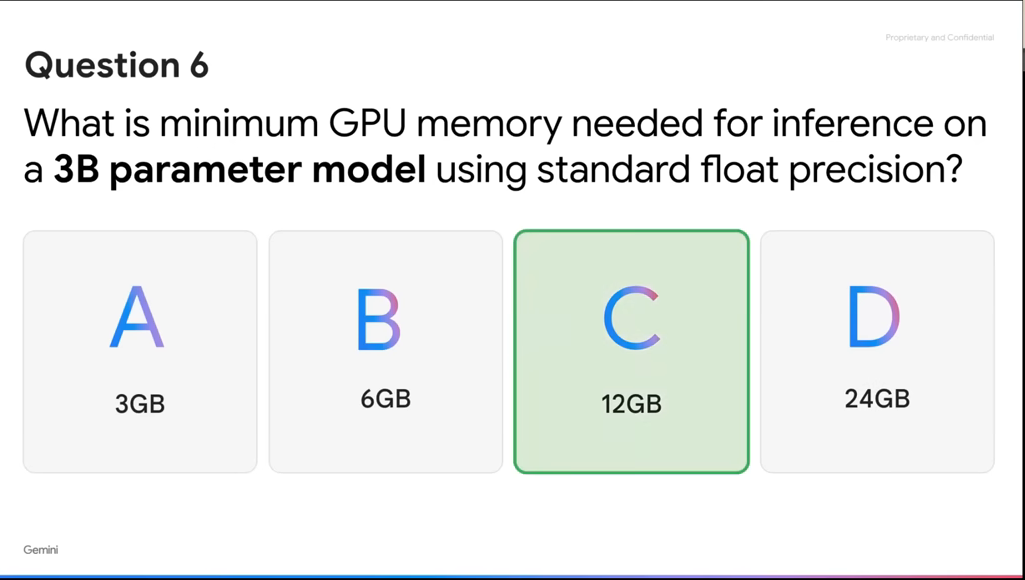 Proprietary and Confidential
Question 6
What is minimum GPU memory needed for inference on
a 3B parameter model using standard float precision?
A
3GB
B
6GB
C
12GB
D
24GB
Gemini